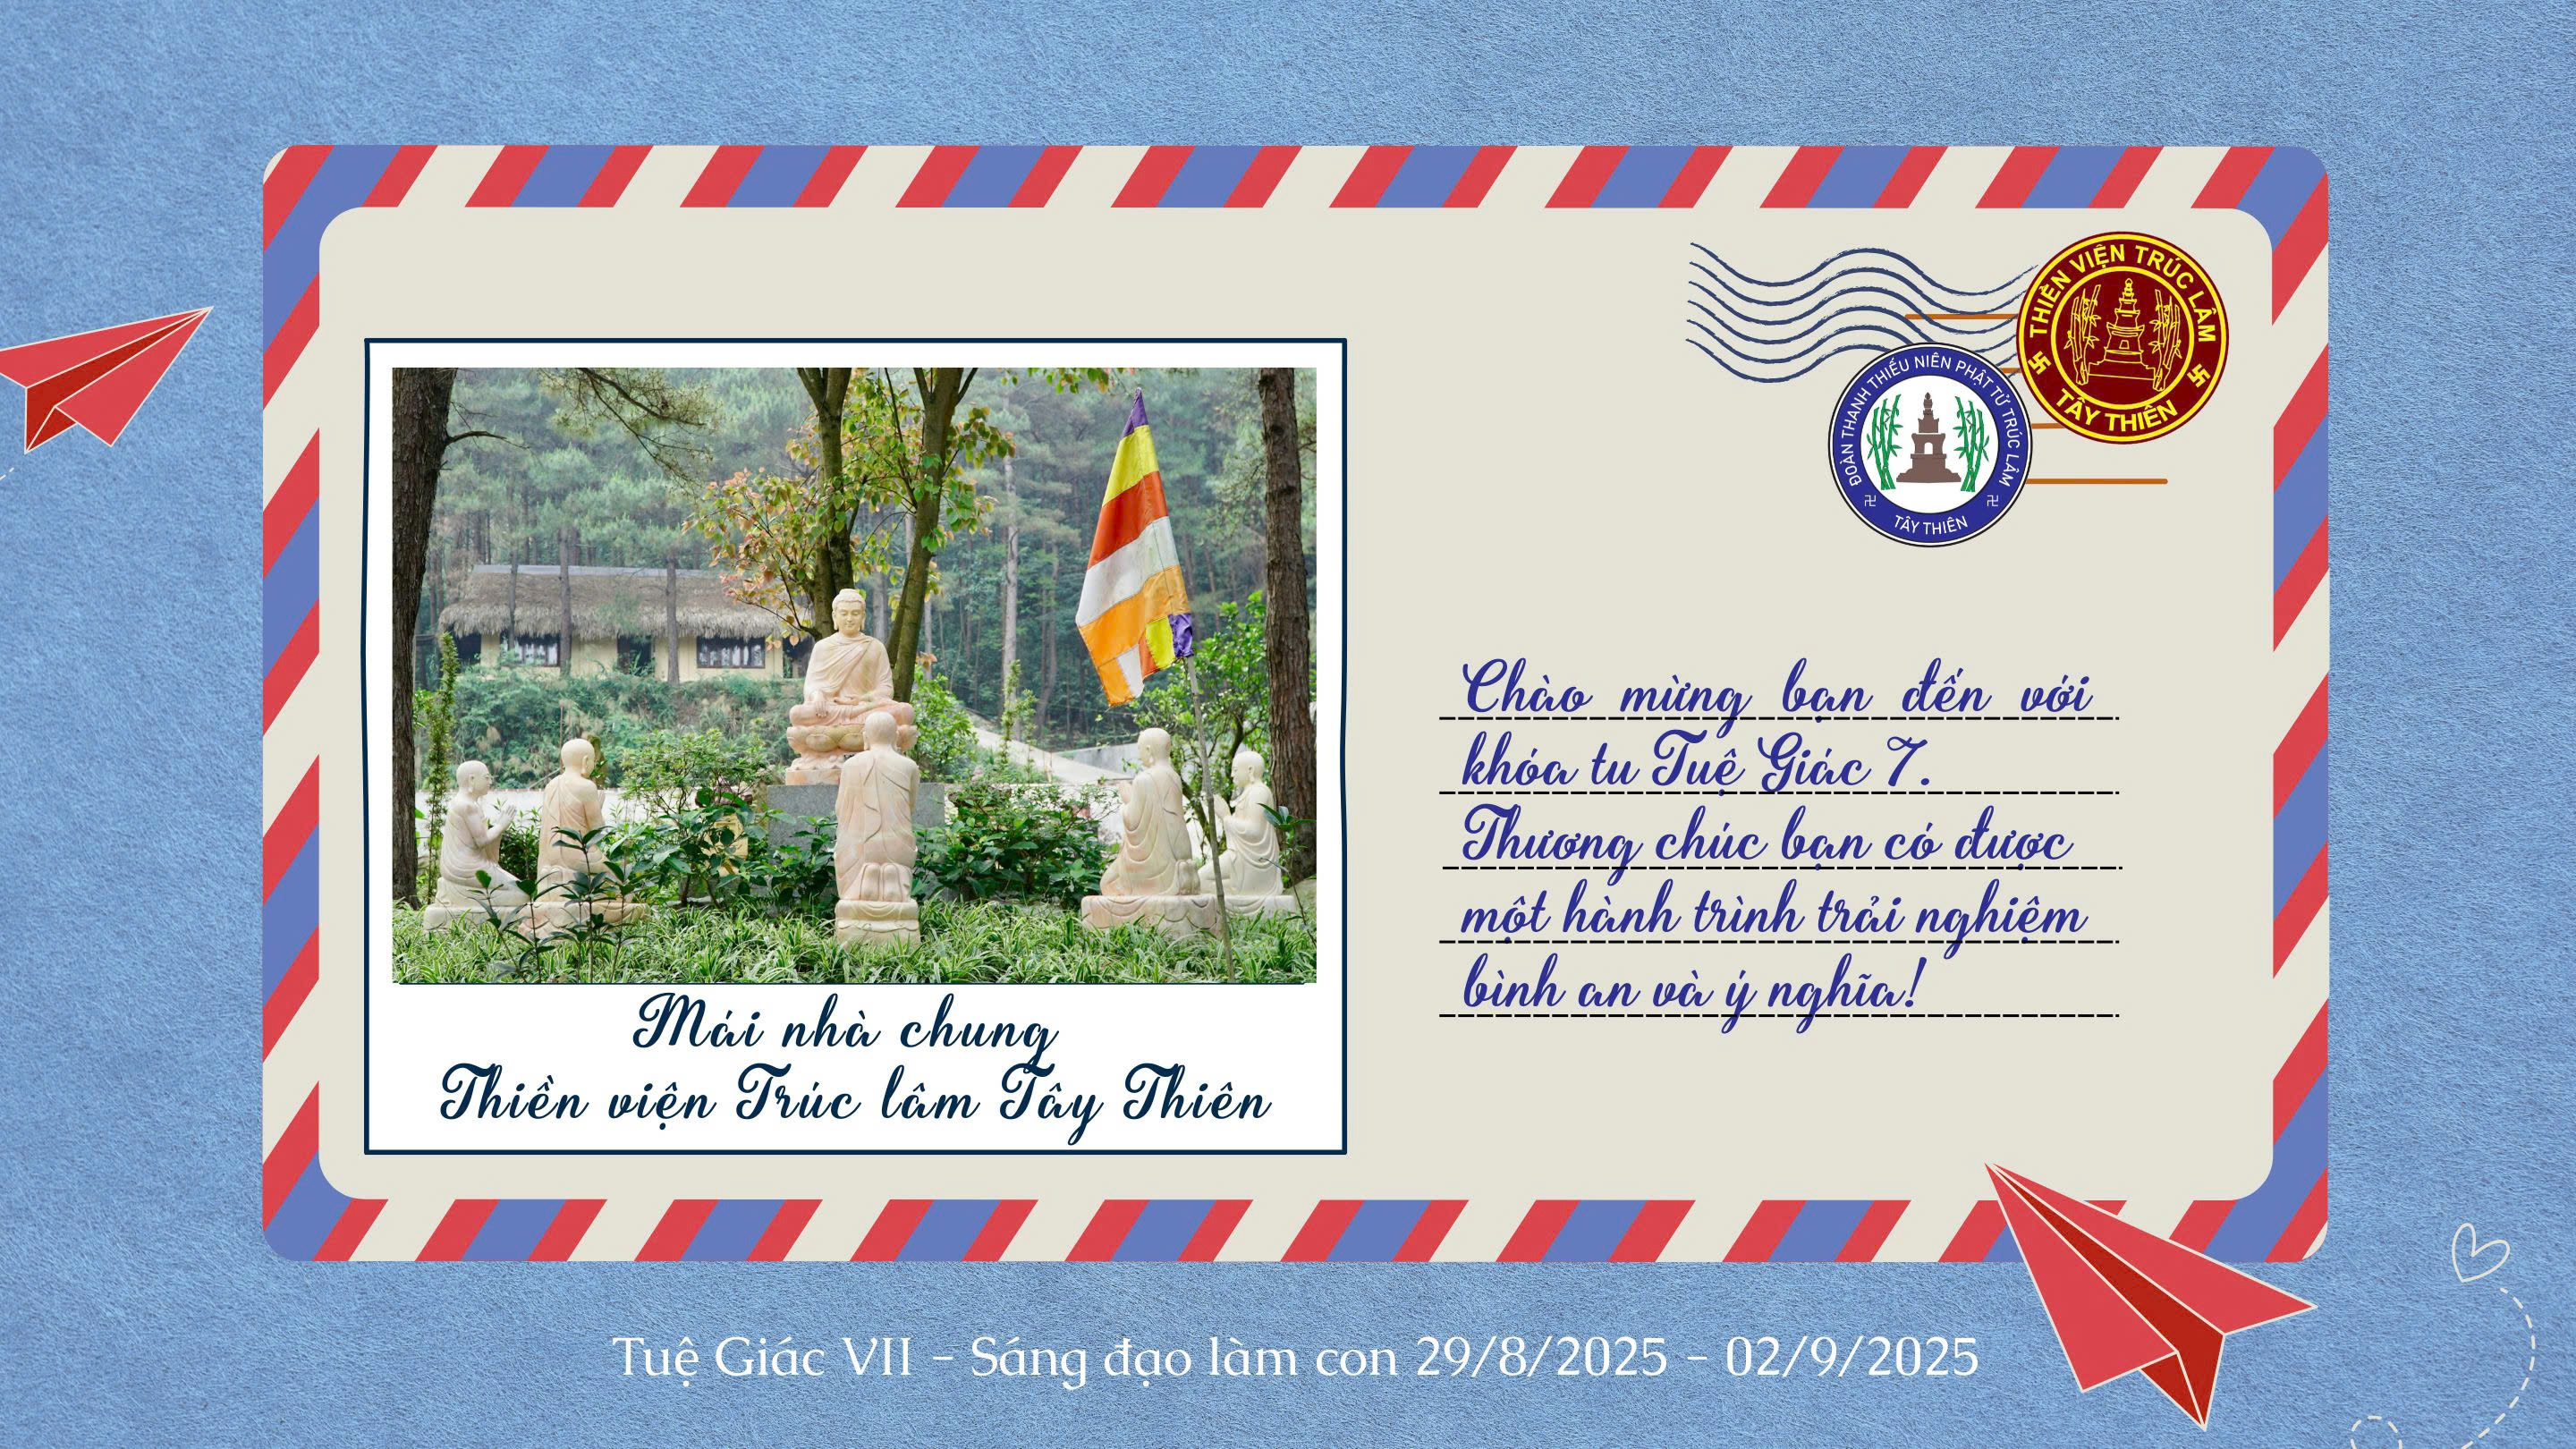 THIỀN VIỆN TRÚC LÂM
TÂY THIÊN
ĐOÀN THANH THIẾU NIÊN PHẬT TỬ TRÚC LÂM
TÂY THIÊN
Chào mừng bạn đến với
khóa tu Tuệ Giác 7.
Thương chúc bạn có được
một hành trình trải nghiệm
bình an và ý nghĩa!
Mái nhà chung
Thiền viện Trúc lâm Tây Thiên
Tuệ Giác VII - Sáng đạo làm con 29/8/2025 - 02/9/2025